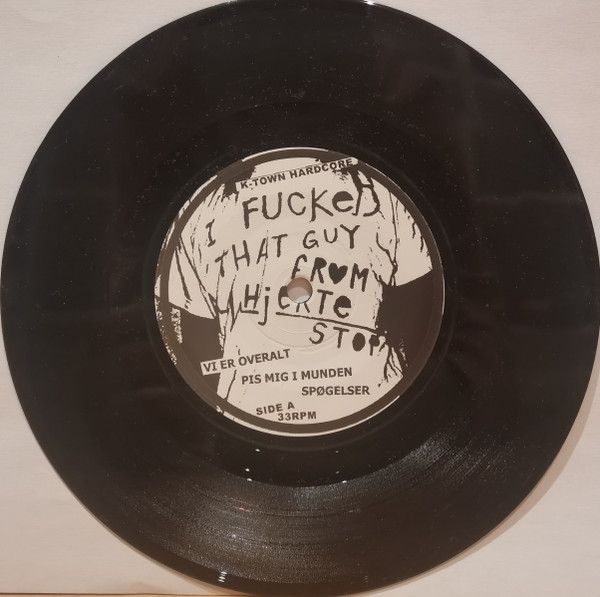 K-TOWN HARDCORE
I FUCKED
THAT GUY
FROM
HJERTE
STOP
VI ER OVERALT
PIS MIG I MUNDEN
SPØGELSER
SIDE A
33RPM